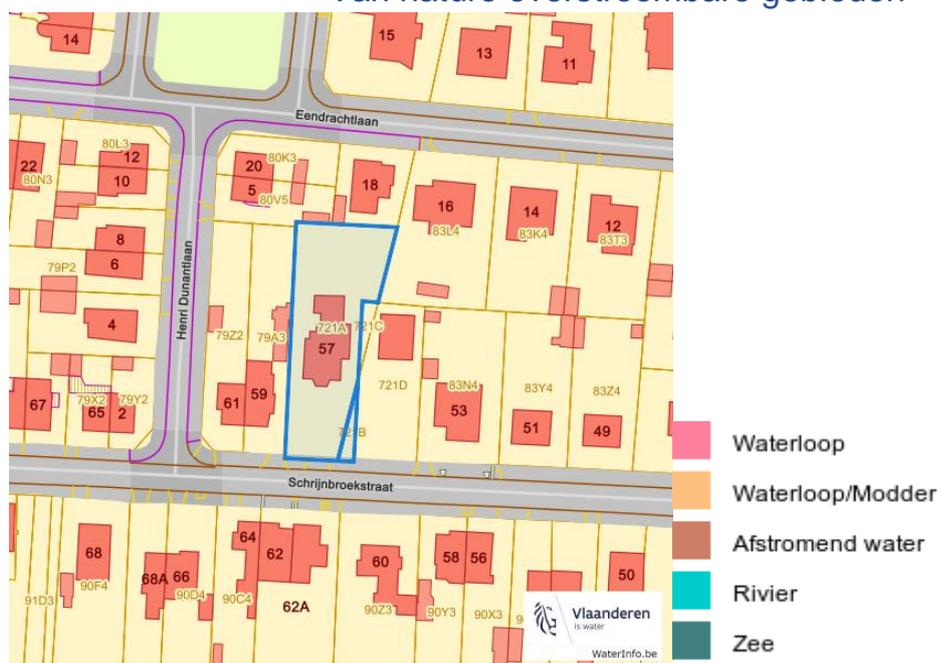 van nature overstroombare gebieden
14
15
13
11
Eendrachtlaan
22
80N3
80L3
12
10
20
80K3
5
80V5
18
16
83L4
14
83K4
12
83T3
8
6
79P2
Henri Dunantlaan
4
79Z2
79A3
721A
721C
57
721D
83N4
83Y4
83Z4
67
79X2
65
79Y2
2
61
59
53
51
49
721B
Schrijnbroekstraat
68
64
62
60
58
56
50
68A
66
91D3
90F4
90D4
90C4
62A
90Z3
90Y3
90X3
Vlaanderen
is water
WaterInfo.be
Waterloop
Waterloop/Modder
Afstromend water
Rivier
Zee